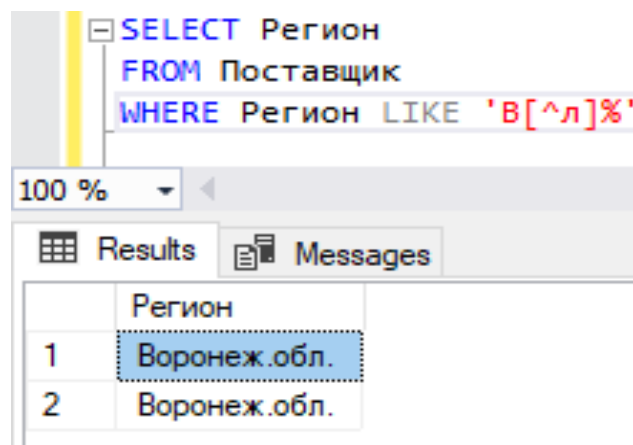 SELECT Регион
FROM Поставщик
WHERE Регион LIKE 'В[^л]%'
100 %
Results Messages
Регион
1 Воронеж.обл.
2 Воронеж.обл.